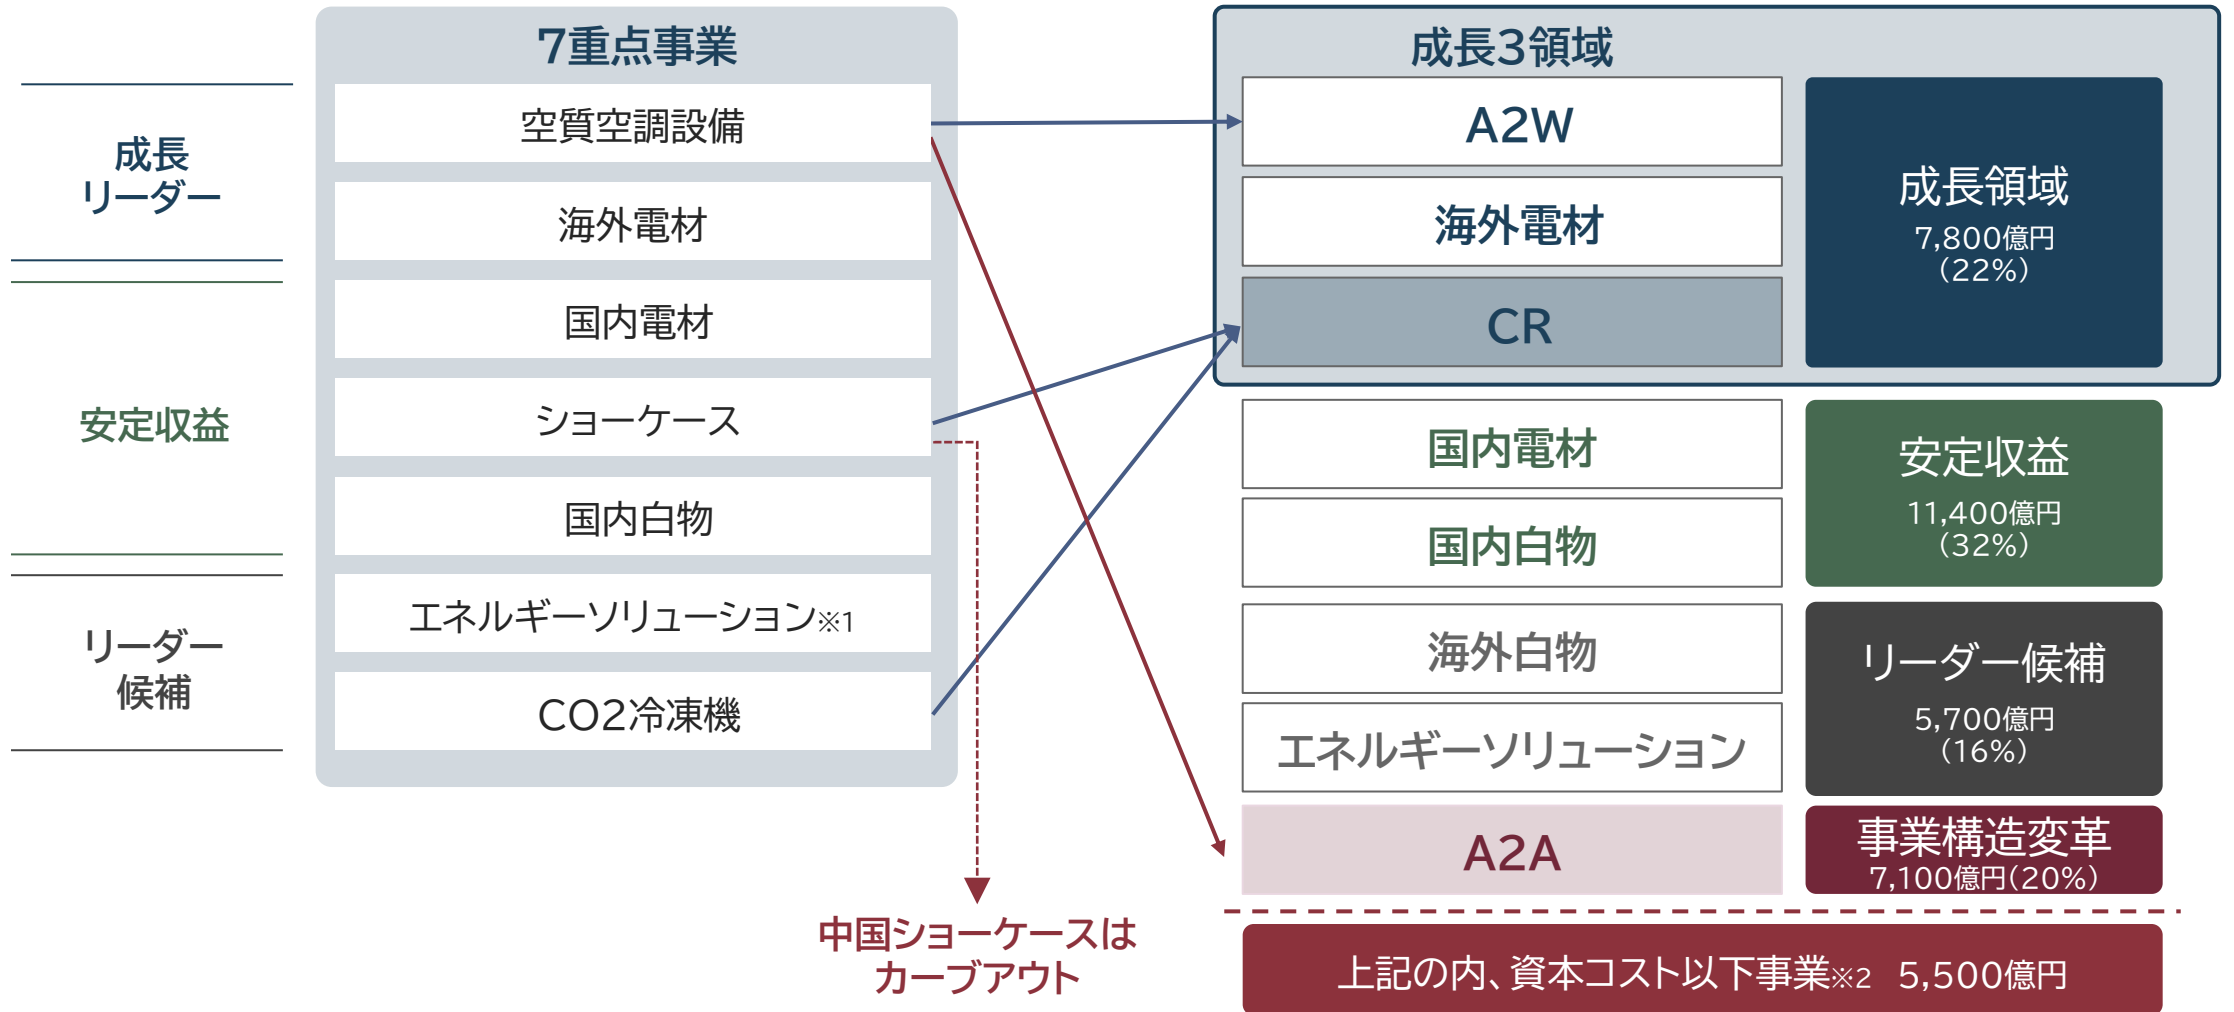 成長
リーダー
安定収益
リーダー
候補
7重点事業
空質空調設備
海外電材
国内電材
ショーケース
国内白物
エネルギーソリューション※1
CO2冷凍機
中国ショーケースは
カーブアウト
成長3領域
A2W
海外電材
CR
成長領域
7,800億円
(22%)
国内電材
国内白物
安定収益
11,400億円
(32%)
海外白物
エネルギーソリューション
リーダー候補
5,700億円
(16%)
A2A
事業構造変革
7,100億円(20%)
上記の内、資本コスト以下事業※2 5,500億円